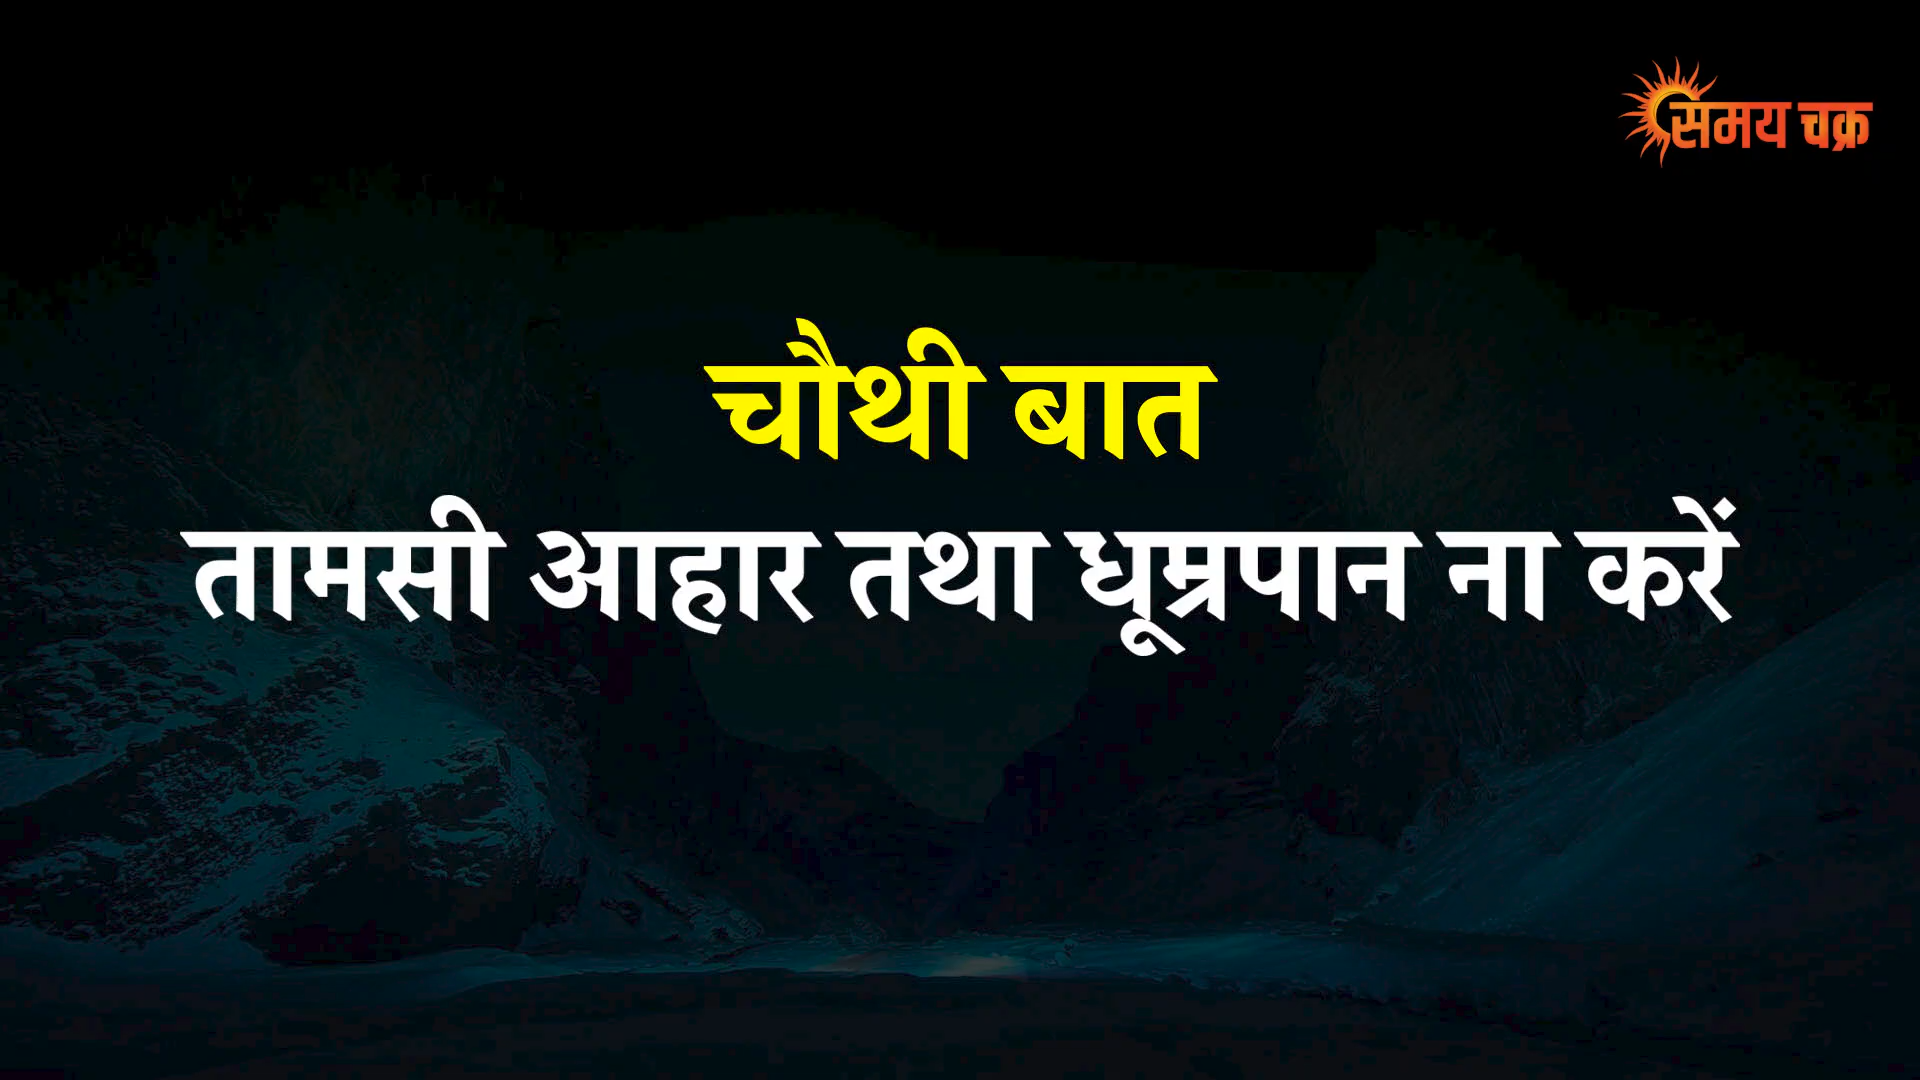 समय चक्र
चौथी बात
तामसी आहार तथा धूम्रपान ना करें